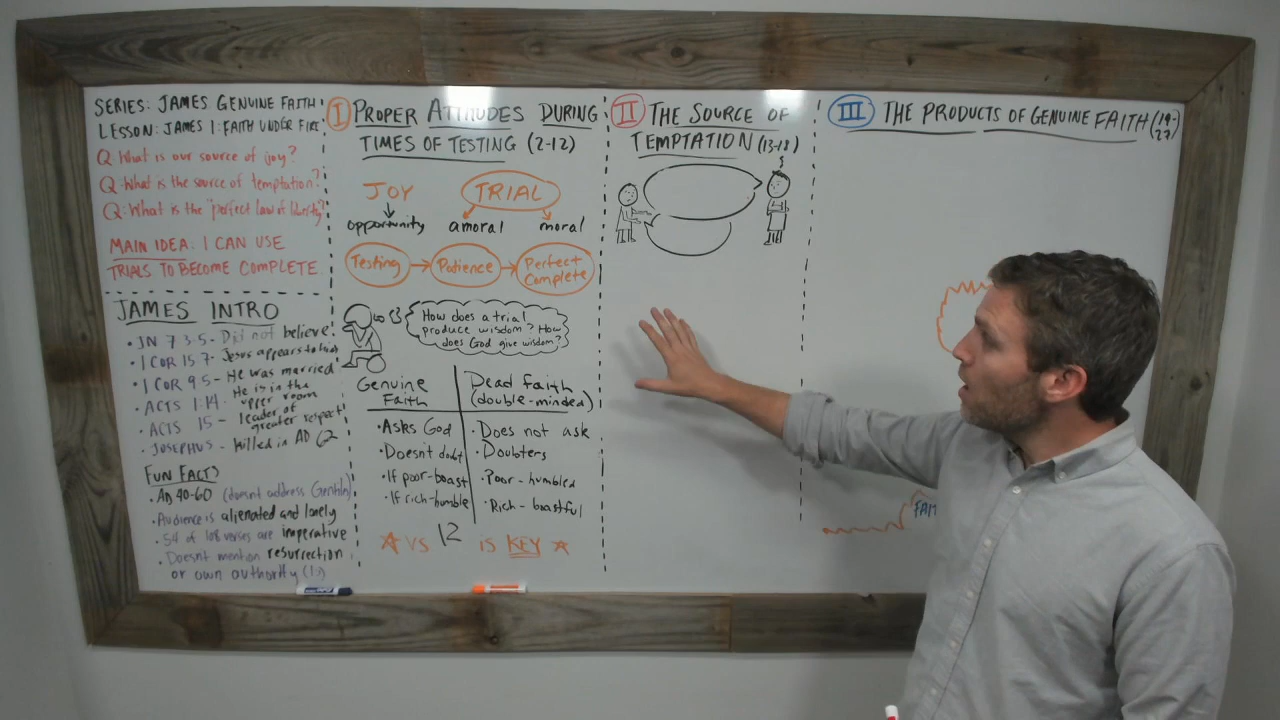 SERIES: JAMES GENUINE FAITH
LESSON: JAMES 1: FAITH UNDER FIRE
Q: What is our source of joy?
Q: What is the source of temptation?
Q: What is the "perfect law of liberty"?
MAIN IDEA: I CAN USE
TRIALS TO BECOME COMPLETE
JAMES INTRO
• JN 7 3-5 - Did not believe
• 1 COR 15 7 - Jesus appears to him
• 1 COR 9 5 - He was married
• ACTS 1:14 - He is in the
upper room
• ACTS 15 - leader of
greater respect
• JOSEPHUS - killed in AD 62
FUN FACTS
• AD 40-60 (doesn't address Gentiles)
• Audience is alienated and lonely
• 54 of 108 verses are imperative
• Doesn't mention resurrection
or own authority (1:1)
I PROPER ATTITUDES DURING
TIMES OF TESTING (2-12)
JOY TRIAL
opportunity amoral moral
Testing → Patience → Perfect
Complete
How does a trial
produce wisdom? How
does God give wisdom?
Genuine
Faith
• Asks God
• Doesn't doubt
• If poor-boast
• If rich-humble
Dead faith
(double-minded)
• Does not ask
• Doubters
• Poor - humbled
• Rich - boastful
☆ VS 12 is KEY ☆
II THE SOURCE OF
TEMPTATION (13-18)
III THE PRODUCTS OF GENUINE FAITH (19-
27)